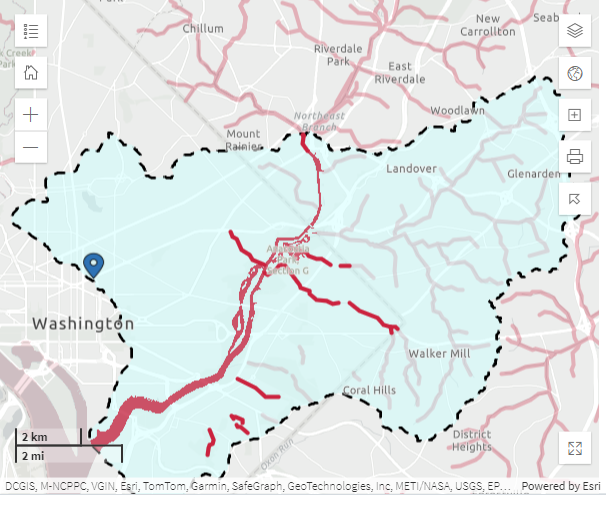 New
Carrollton
Seab
Chillum
Riverdale
Park
East
Riverdale
Creek
Park
Woodlawn
Northeast
Branch
Mount
Rainier
Landover
Glenarden
Anacostia
Park
Section G
Washington
Walker Mill
Coral Hills
District
Heights
Oxon Run
2 km
2 mi
DCGIS, M-NCPPC, VGIN, Esri, TomTom, Garmin, SafeGraph, GeoTechnologies, Inc, METI/NASA, USGS, EP... Powered by Esri